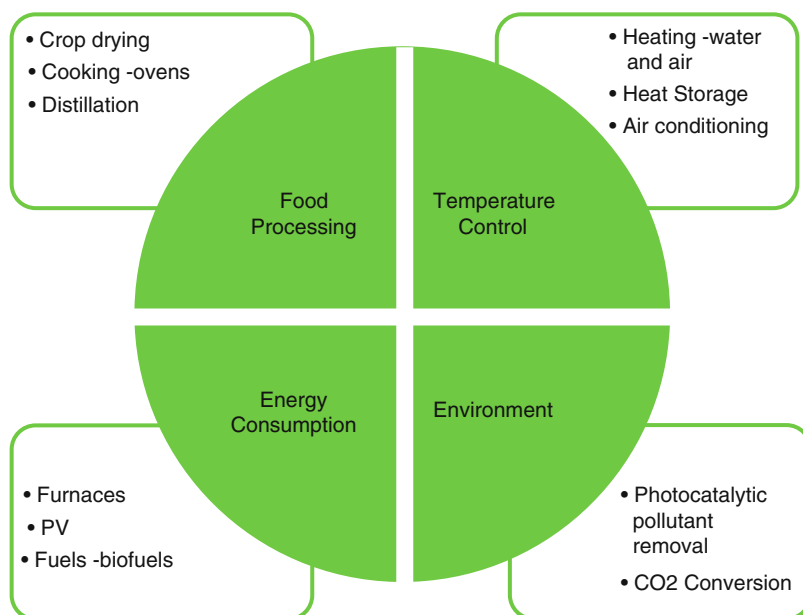 • Crop drying
• Cooking -ovens
• Distillation
• Heating -water
and air
• Heat Storage
• Air conditioning
Food
Processing
Temperature
Control
Energy
Consumption
Environment
• Furnaces
• PV
• Fuels -biofuels
• Photocatalytic
pollutant
removal
• CO2 Conversion